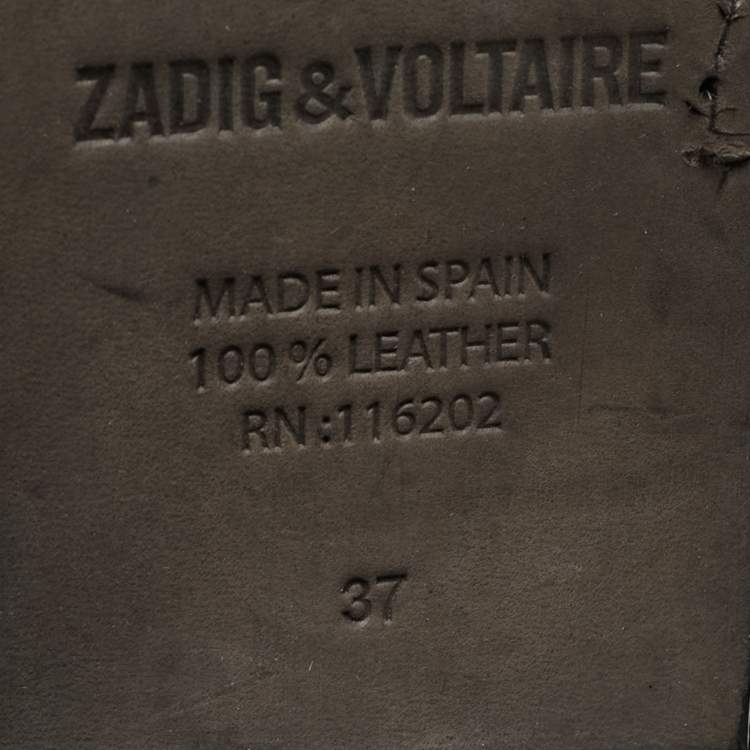 ZADIG&VOLTAIRE
MADE IN SPAIN
100 % LEATHER
RN :116202
37